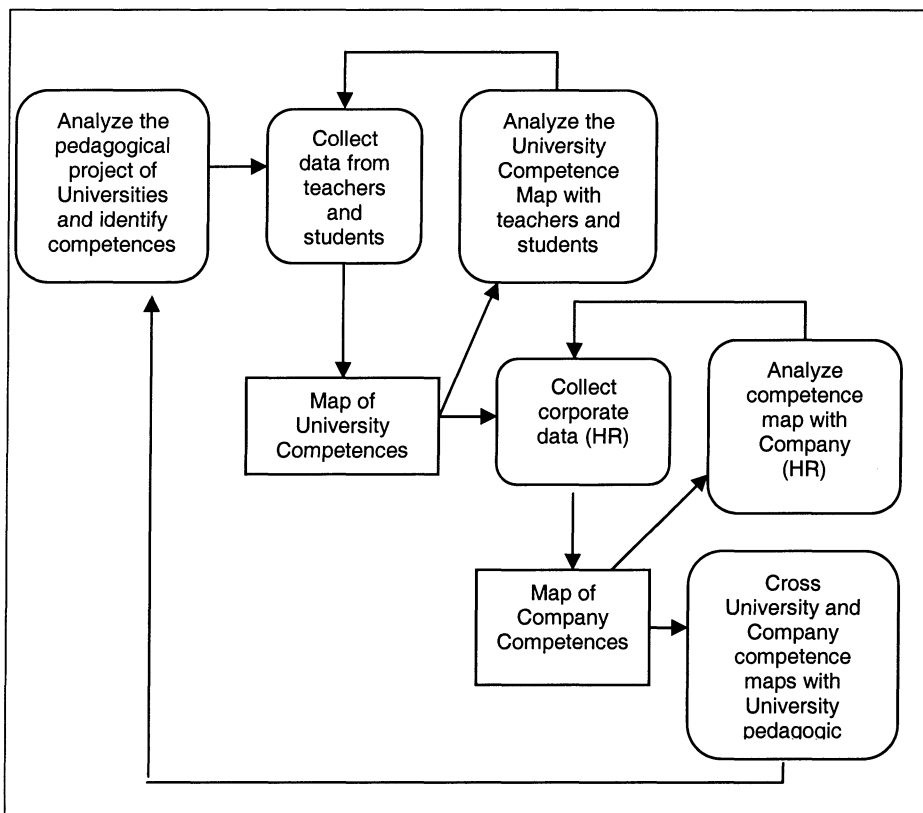 Analyze the
pedagogical
project of
Universities
and identify
competences
Collect
data from
teachers
and
students
Analyze the
University
Competence
Map with
teachers and
students
Map of
University
Competences
Collect
corporate
data (HR)
Analyze
competence
map with
Company
(HR)
Map of
Company
Competences
Cross
University and
Company
competence
maps with
University
pedagogic